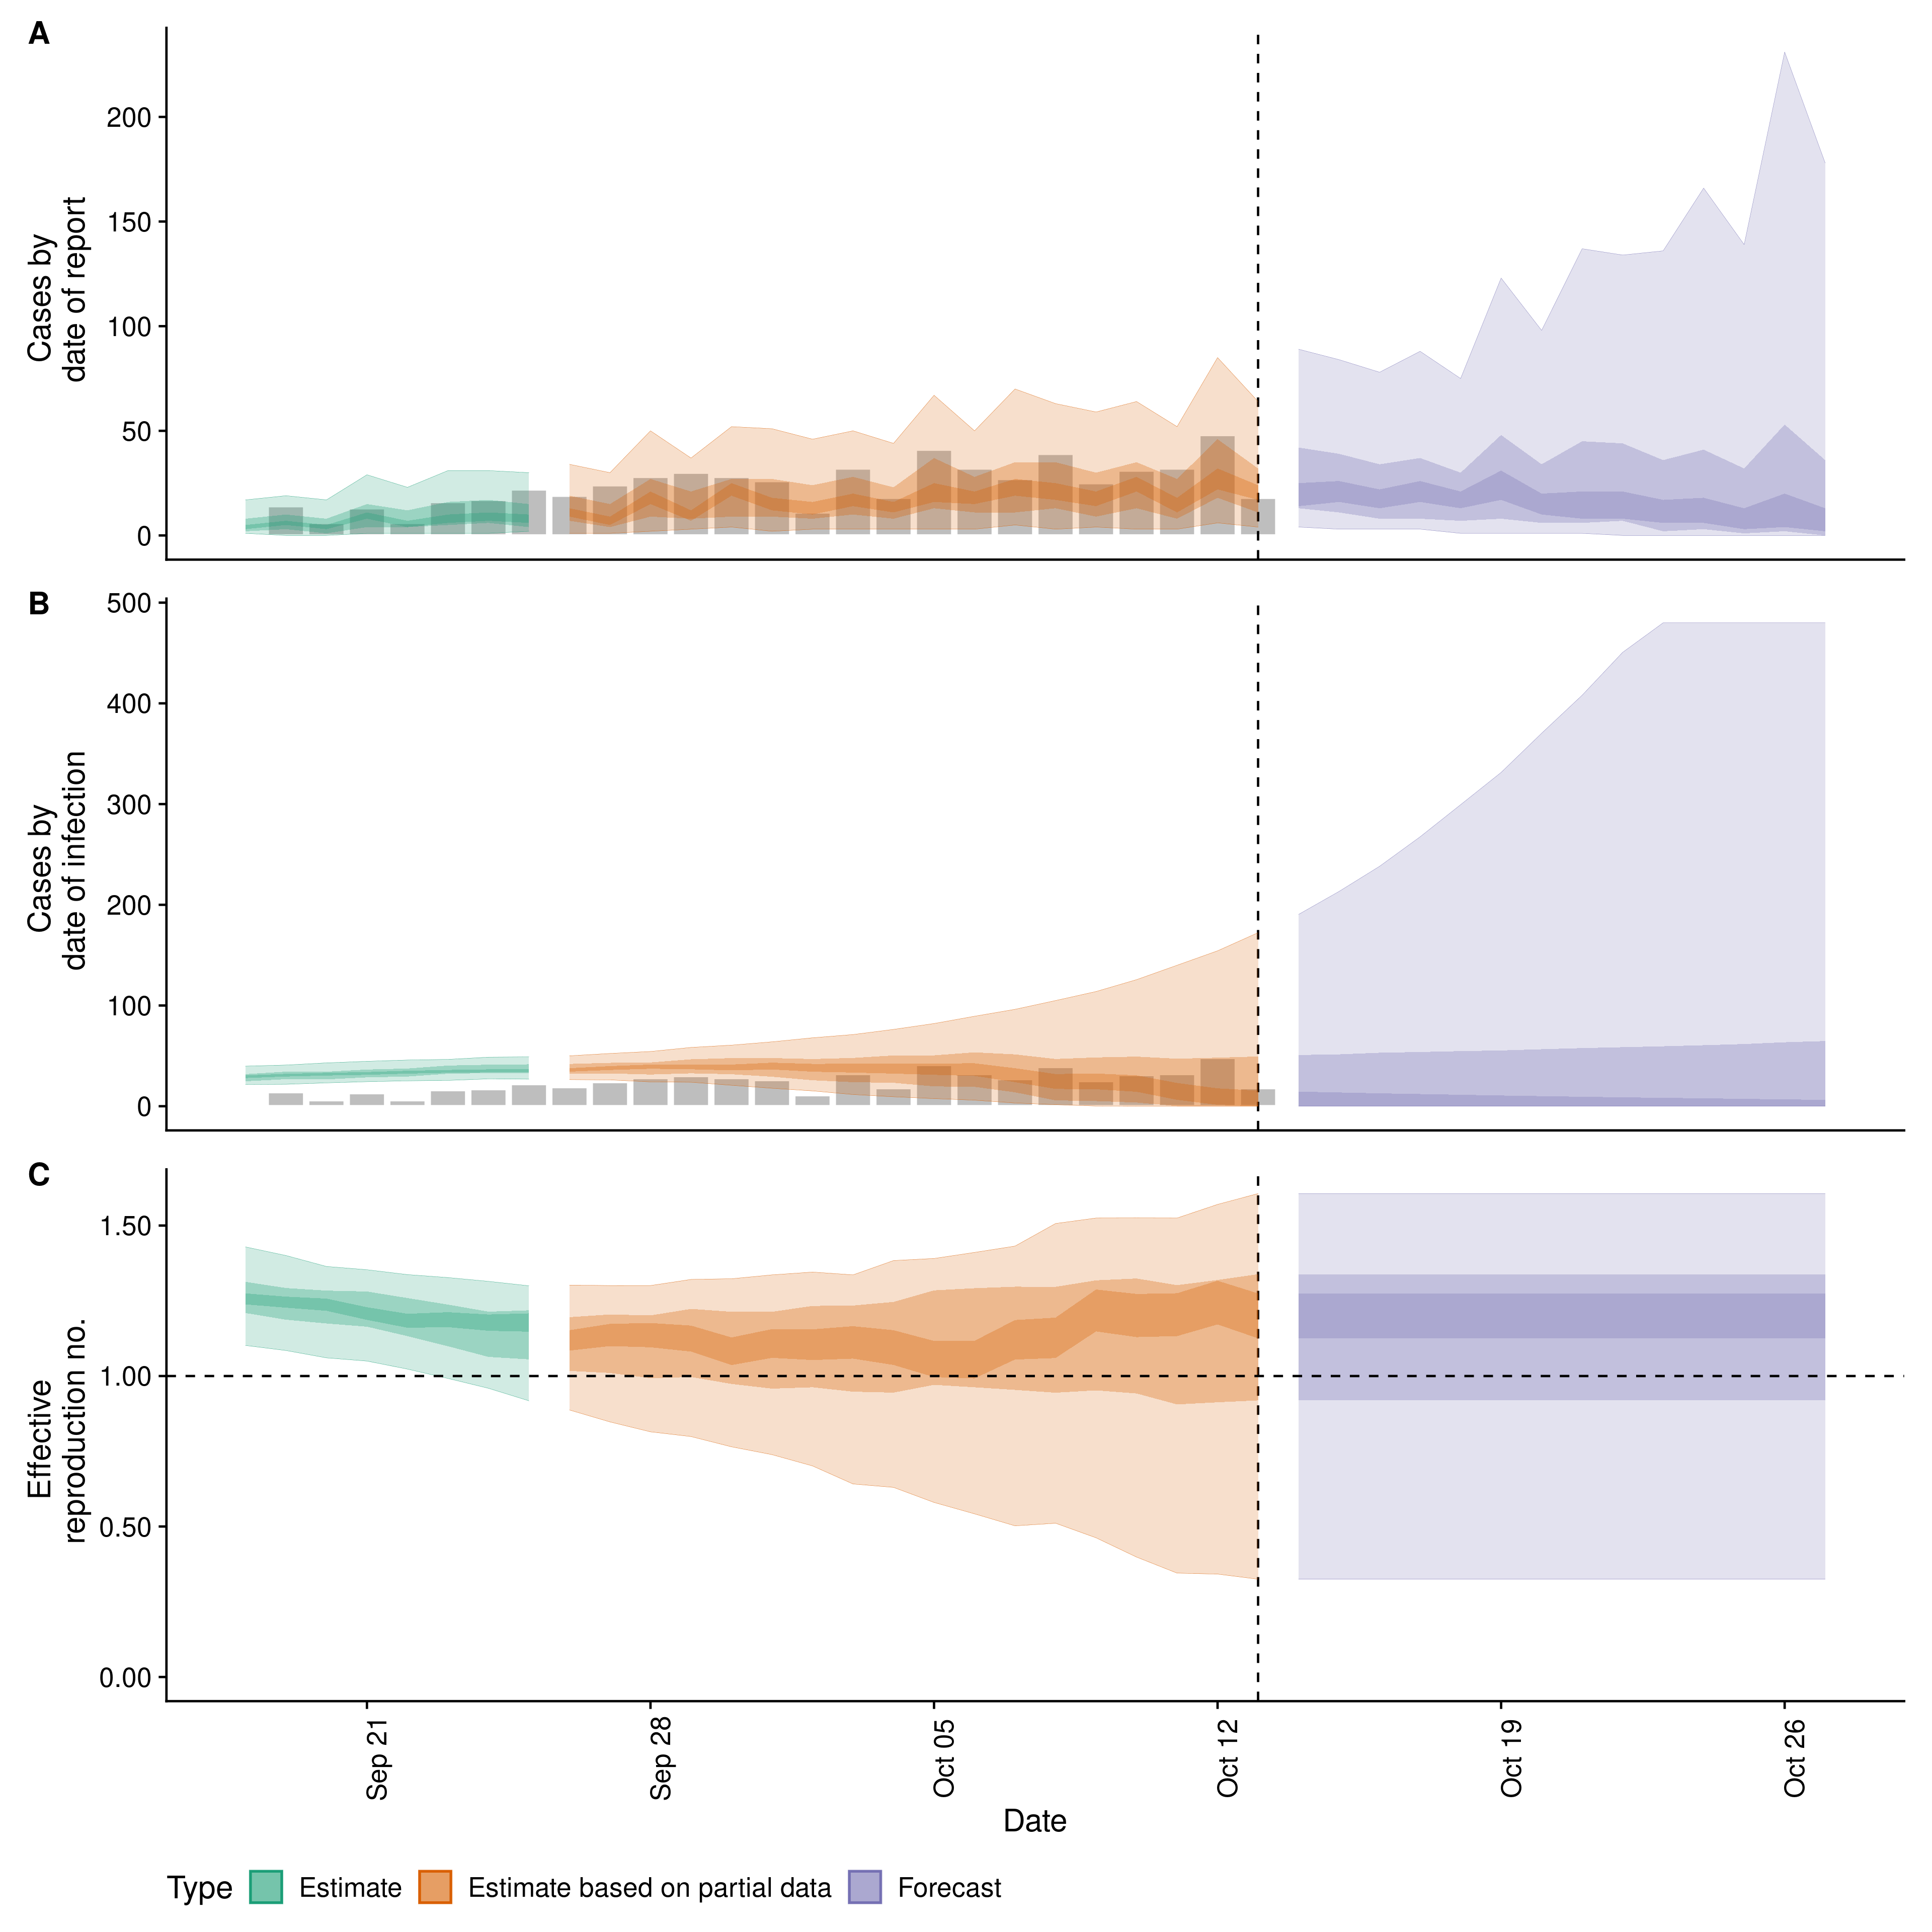 A
Cases by
date of report
200
150
100
50
0
B
Cases by
date of infection
500
400
300
200
100
0
C
Effective
reproduction no.
1.50
1.00
0.50
0.00
Sep 21
Sep 28
Oct 05
Oct 12
Oct 19
Oct 26
Date
Type Estimate Estimate based on partial data Forecast